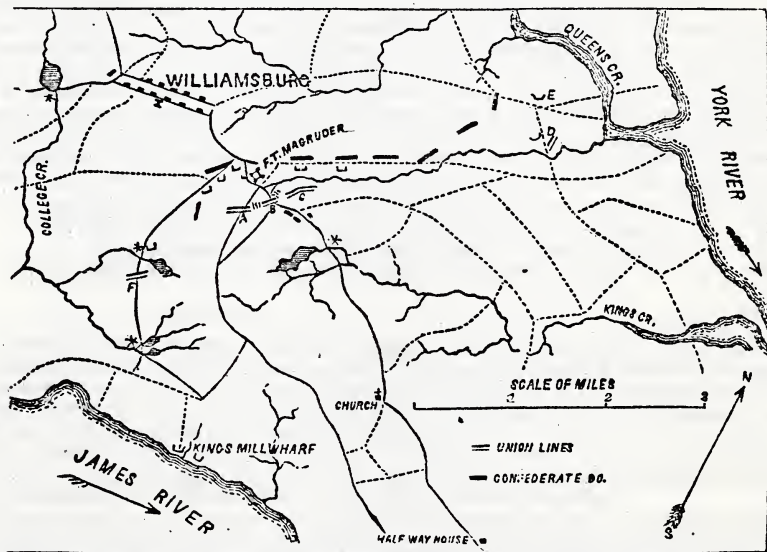 WILLIAMSBURG
QUEENS CR.
YORK RIVER
E
D
FT. MAGRUDER
COLLEGE CR.
A
B
C
F
KINGS CR.
SCALE OF MILES
1 2 3
CHURCH
UNION LINES
CONFEDERATE DO.
KINGS MILL WHARF
JAMES RIVER
HALF WAY HOUSE
N
S